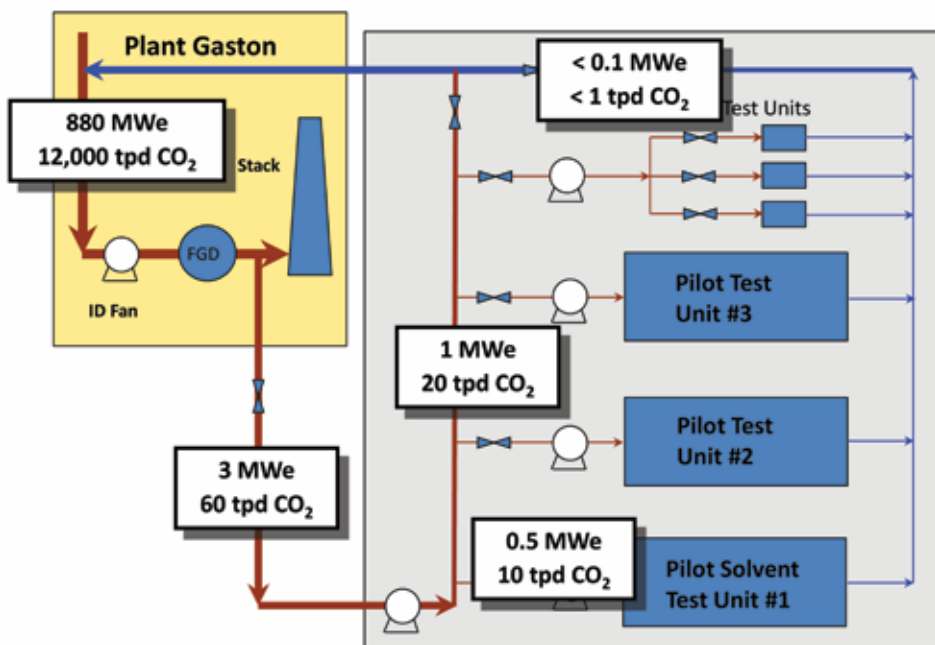 Plant Gaston
880 MWe
12,000 tpd CO₂
Stack
FGD
ID Fan
3 MWe
60 tpd CO₂
< 0.1 MWe
< 1 tpd CO₂
Test Units
Pilot Test
Unit #3
1 MWe
20 tpd CO₂
Pilot Test
Unit #2
0.5 MWe
10 tpd CO₂
Pilot Solvent
Test Unit #1